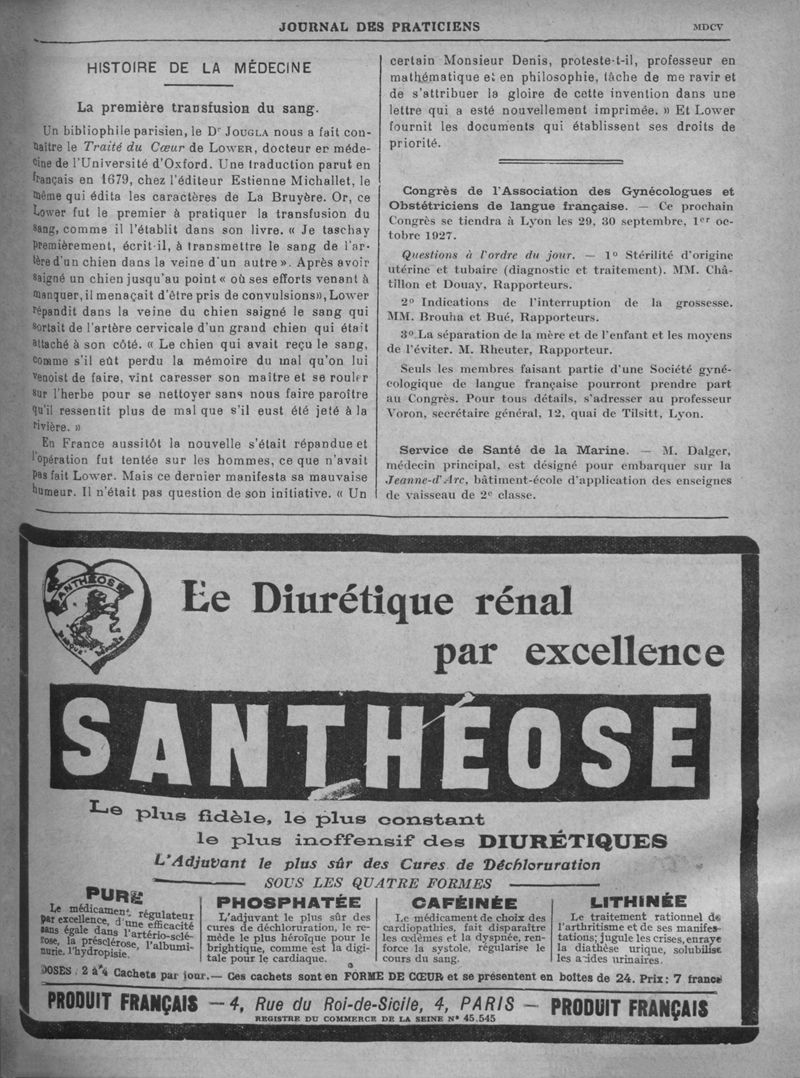 JOURNAL DES PRATICIENS
MDCV
HISTOIRE DE LA MÉDECINE
La première transfusion du sang.
Un bibliophile parisien, le Dr JOUGLA nous a fait con-
naître le Traité du Cœur de LOWER, docteur er méde-
cine de l'Université d'Oxford. Une traduction parut en
français en 1679, chez l'éditeur Estienne Michallet, le
même qui édita les caractères de La Bruyère. Or, ce
Lower fut le premier à pratiquer la transfusion du
sang, comme il l'établit dans son livre. « Je taschay
premièrement, écrit-il, à transmettre le sang de l'ar-
tère d'un chien dans la veine d'un autre ». Après avoir
saigné un chien jusqu'au point « où ses efforts venant à
manquer, il menaçait d'être pris de convulsions», Lower
répandit dans la veine du chien saigné le sang qui
sortait de l'artère cervicale d'un grand chien qui était
attaché à son côté. « Le chien qui avait reçu le sang,
comme s'il eût perdu la mémoire du mal qu'on lui
venoist de faire, vint caresser son maître et se rouler
sur l'herbe pour se nettoyer sans nous faire paroître
qu'il ressentit plus de mal que s'il eust été jeté à la
rivière. »
En France aussitôt la nouvelle s'était répandue et
l'opération fut tentée sur les hommes, ce que n'avait
pas fait Lower. Mais ce dernier manifesta sa mauvaise
humeur. Il n'était pas question de son initiative. « Un
certain Monsieur Denis, proteste-t-il, professeur en
mathématique et en philosophie, tâche de me ravir et
de s'attribuer la gloire de cette invention dans une
lettre qui a esté nouvellement imprimée. » Et Lower
fournit les documents qui établissent ses droits de
priorité.
Congrès de l'Association des Gynécologues et
Obstétriciens de langue française. — Ce prochain
Congrès se tiendra à Lyon les 29, 30 septembre, 1er oc-
tobre 1927.
Questions à l'ordre du jour. — 1° Stérilité d'origine
utérine et tubaire (diagnostic et traitement). MM. Châ-
tillon et Douay, Rapporteurs.
2° Indications de l'interruption de la grossesse.
MM. Brouha et Bué, Rapporteurs.
3° La séparation de la mère et de l'enfant et les moyens
de l'éviter. M. Rheuter, Rapporteur.
Seuls les membres faisant partie d'une Société gyné-
cologique de langue française pourront prendre part
au Congrès. Pour tous détails, s'adresser au professeur
Voron, secrétaire général, 12, quai de Tilsitt, Lyon.
Service de Santé de la Marine. — M. Dalger,
médecin principal, est désigné pour embarquer sur la
Jeanne-d'Arc, bâtiment-école d'application des enseignes
de vaisseau de 2e classe.
SANTHÉOSE
Le Diurétique rénal
par excellence
SANTHÉOSE
Le plus fidèle, le plus constant
le plus inoffensif des DIURÉTIQUES
L'Adjuvant le plus sûr des Cures de Déchloruration
SOUS LES QUATRE FORMES
PURE
Le médicament régulateur
par excellence, d'une efficacité
sans égale dans l'artério-sclé-
rose, la présclérose, l'albumi-
nurie, l'hydropisie.
PHOSPHATÉE
L'adjuvant le plus sûr des
cures de déchloruration, le re-
mède le plus héroïque pour le
brightique, comme est la digi-
tale pour le cardiaque.
CAFÉINÉE
Le médicament de choix des
cardiopathies, fait disparaître
les œdèmes et la dyspnée, ren-
force la systole, régularise le
cours du sang.
LITHINÉE
Le traitement rationnel de
l'arthritisme et de ses manifes-
tations; jugule les crises, enraye
la diathèse urique, solubilise
les acides urinaires.
DOSES : 2 à 4 Cachets par jour. — Ces cachets sont en FORME DE CŒUR et se présentent en boîtes de 24. Prix : 7 francs
PRODUIT FRANÇAIS — 4, Rue du Roi-de-Sicile, 4, PARIS — PRODUIT FRANÇAIS
REGISTRE DU COMMERCE DE LA SEINE N° 45.545